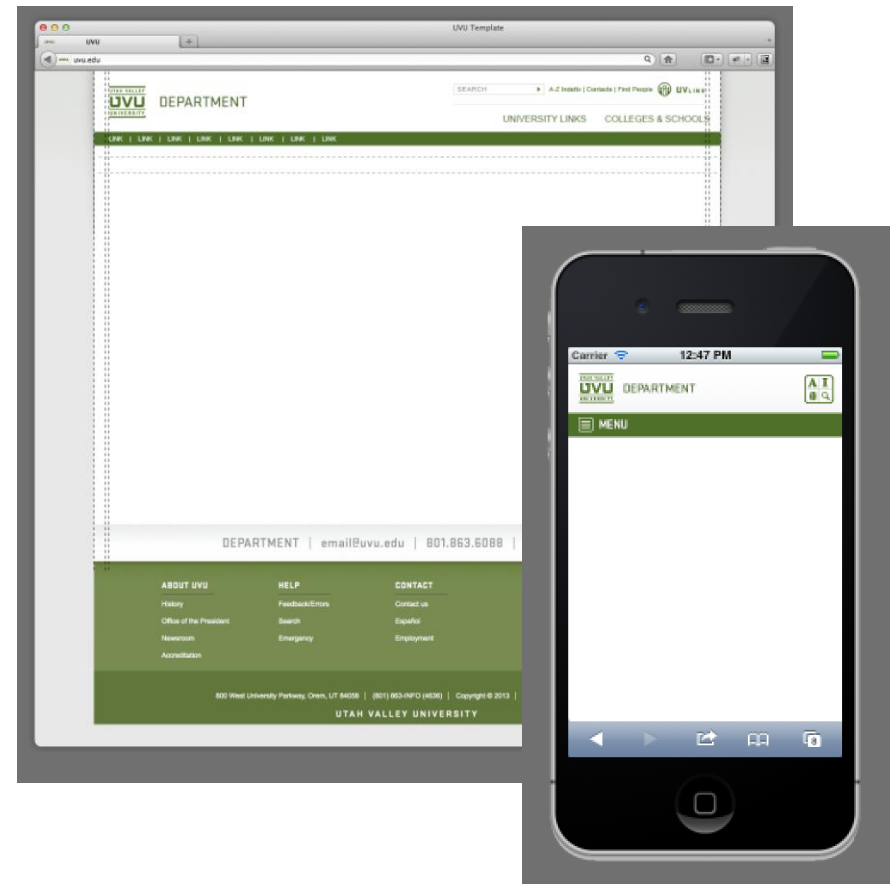 UVU Template
UVU
uvu.edu
UTAH VALLEY
UVU
UNIVERSITY
DEPARTMENT
SEARCH
A-Z Index | Contacts | Find People
UVLINK
UNIVERSITY LINKS COLLEGES & SCHOOLS
LINK | LINK | LINK | LINK | LINK | LINK | LINK | LINK
DEPARTMENT | email@uvu.edu | 801.863.6088 |
ABOUT UVU
History
Office of the President
Newsroom
Accreditation
HELP
Feedback/Errors
Search
Emergency
CONTACT
Contact us
Español
Employment
800 West University Parkway, Orem, UT 84058 | (801) 863-INFO (4636) | Copyright © 2013 |
UTAH VALLEY UNIVERSITY
Carrier 12:47 PM
UTAH VALLEY
UVU
UNIVERSITY
DEPARTMENT
A I
MENU
8